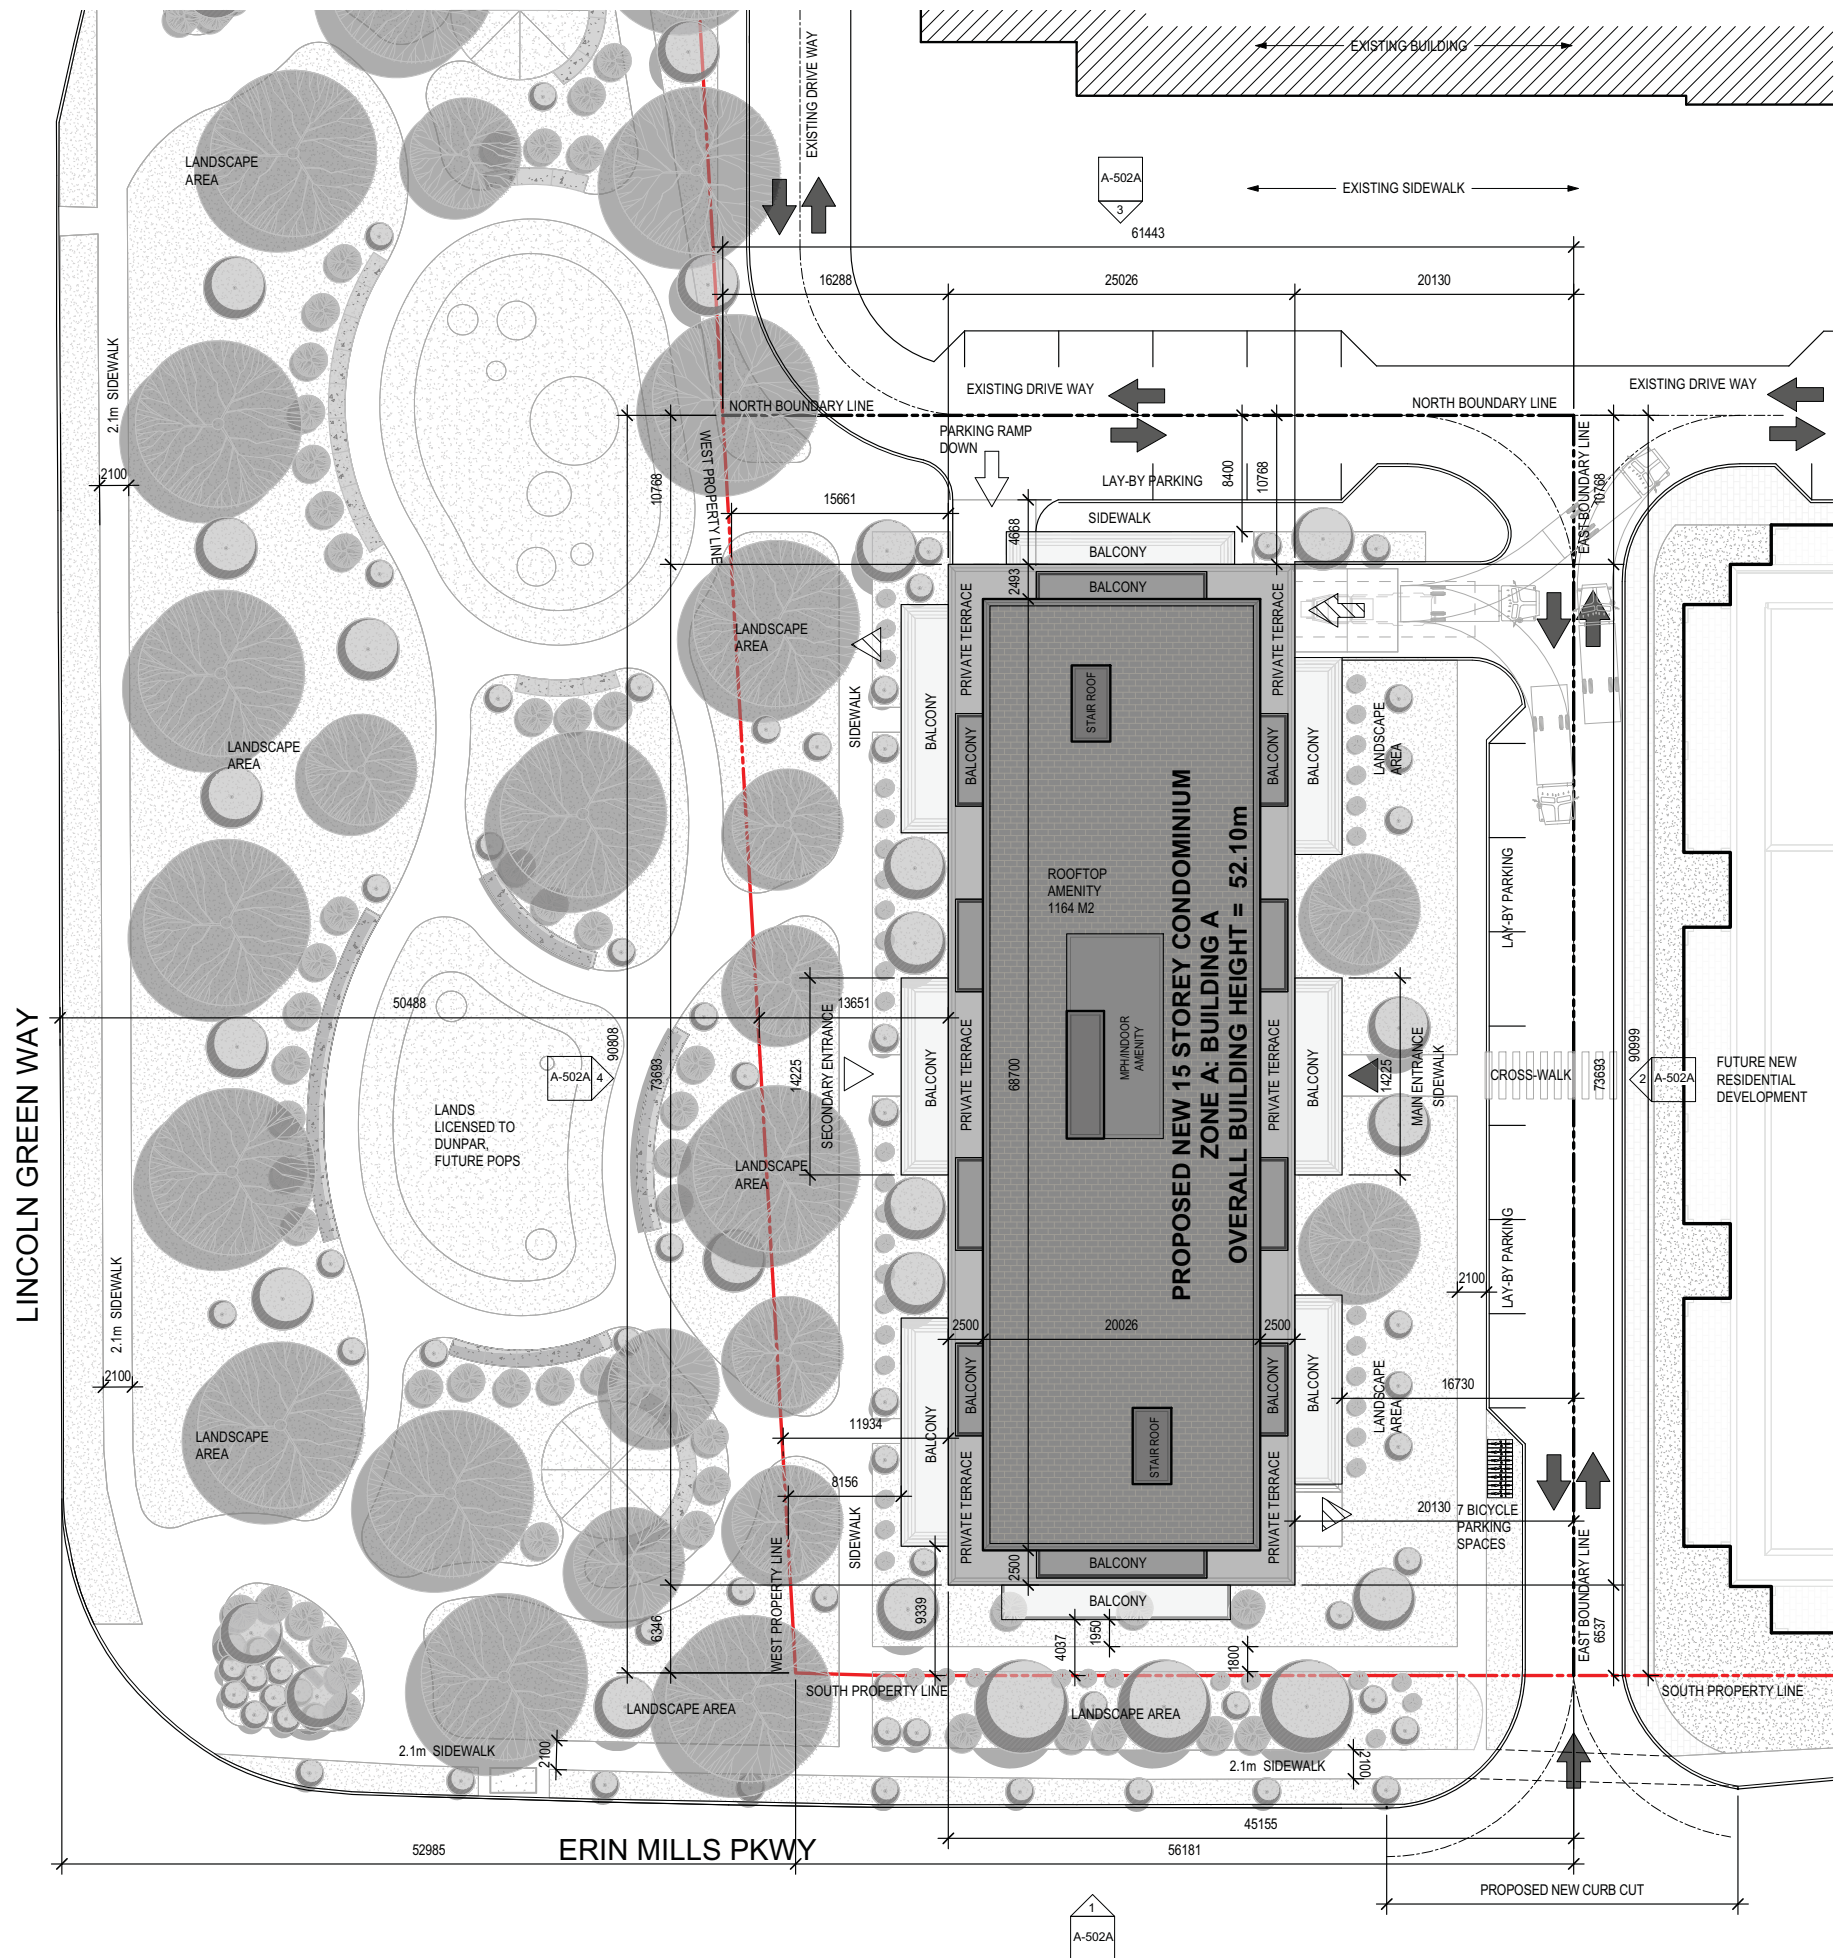 EXISTING BUILDING
EXISTING DRIVE WAY
LANDSCAPE
AREA
A-502A
3
EXISTING SIDEWALK
61443
16288
25026
20130
2.1m SIDEWALK
EXISTING DRIVE WAY
EXISTING DRIVE WAY
NORTH BOUNDARY LINE
NORTH BOUNDARY LINE
PARKING RAMP
DOWN
WEST PROPERTY LINE
EAST BOUNDARY LINE
2100
10768
15661
LAY-BY PARKING
8400
10768
10768
SIDEWALK
4668
BALCONY
2493
BALCONY
PRIVATE TERRACE
PRIVATE TERRACE
LANDSCAPE
AREA
SIDEWALK
BALCONY
BALCONY
STAIR ROOF
BALCONY
BALCONY
LANDSCAPE
AREA
LANDSCAPE
AREA
ROOFTOP
AMENITY
1164 M2
PROPOSED NEW 15 STOREY CONDOMINIUM
ZONE A: BUILDING A
OVERALL BUILDING HEIGHT = 52.10m
LAY-BY PARKING
LINCOLN GREEN WAY
50488
13651
90808
73693
A-502A
4
14225
SECONDARY ENTRANCE
BALCONY
PRIVATE TERRACE
68700
MPH/INDOOR
AMENITY
PRIVATE TERRACE
BALCONY
14225
MAIN ENTRANCE
SIDEWALK
CROSS-WALK
73693
90999
2
A-502A
FUTURE NEW
RESIDENTIAL
DEVELOPMENT
LANDS
LICENSED TO
DUNPAR,
FUTURE POPS
LANDSCAPE
AREA
2.1m SIDEWALK
2100
LAY-BY PARKING
2500
20026
2500
2100
BALCONY
BALCONY
BALCONY
BALCONY
LANDSCAPE
AREA
16730
11934
LANDSCAPE
AREA
8156
STAIR ROOF
PRIVATE TERRACE
PRIVATE TERRACE
20130
7 BICYCLE
PARKING
SPACES
SIDEWALK
WEST PROPERTY LINE
2500
BALCONY
BALCONY
6346
9339
4037
1950
1800
EAST BOUNDARY LINE
6537
SOUTH PROPERTY LINE
SOUTH PROPERTY LINE
LANDSCAPE AREA
LANDSCAPE AREA
2.1m SIDEWALK
2100
2.1m SIDEWALK
2100
45155
52985
ERIN MILLS PKWY
56181
PROPOSED NEW CURB CUT
1
A-502A